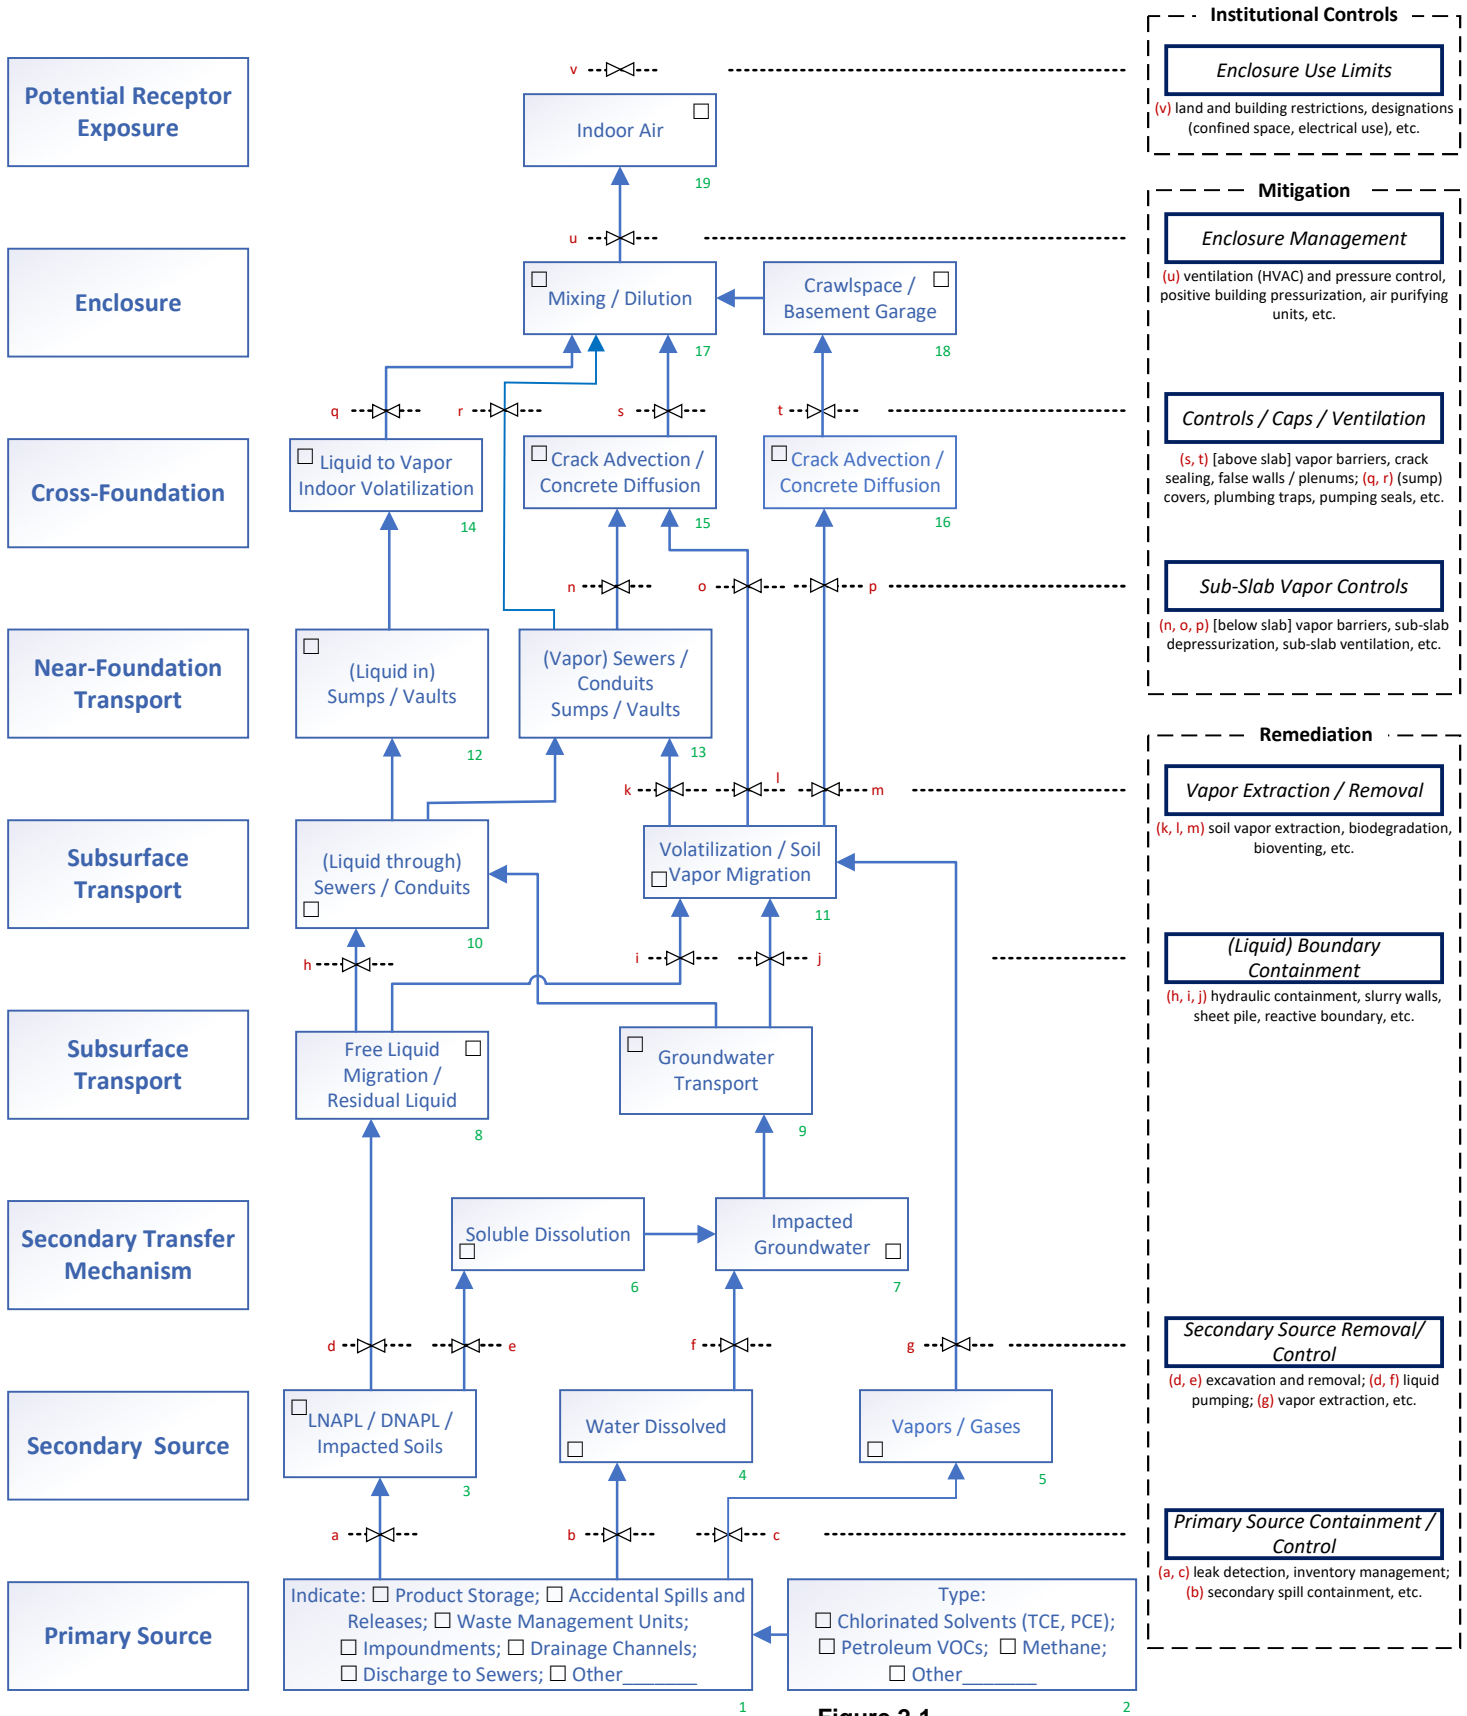 Institutional Controls
Potential Receptor
Exposure
v
Indoor Air
19
Enclosure Use Limits
(v) land and building restrictions, designations
(confined space, electrical use), etc.
Mitigation
u
Enclosure Management
(u) ventilation (HVAC) and pressure control,
positive building pressurization, air purifying
units, etc.
Enclosure
Mixing / Dilution
17
Crawlspace /
Basement Garage
18
q
r
s
t
Controls / Caps / Ventilation
(s, t) [above slab] vapor barriers, crack
sealing, false walls / plenums; (q, r) (sump)
covers, plumbing traps, pumping seals, etc.
Cross-Foundation
Liquid to Vapor
Indoor Volatilization
14
Crack Advection /
Concrete Diffusion
15
Crack Advection /
Concrete Diffusion
16
n
o
p
Sub-Slab Vapor Controls
(n, o, p) [below slab] vapor barriers, sub-slab
depressurization, sub-slab ventilation, etc.
Near-Foundation
Transport
(Liquid in)
Sumps / Vaults
12
(Vapor) Sewers /
Conduits
Sumps / Vaults
13
Remediation
k
l
m
Vapor Extraction / Removal
(k, l, m) soil vapor extraction, biodegradation,
bioventing, etc.
Subsurface
Transport
(Liquid through)
Sewers / Conduits
10
Volatilization / Soil
Vapor Migration
11
h
i
j
(Liquid) Boundary
Containment
(h, i, j) hydraulic containment, slurry walls,
sheet pile, reactive boundary, etc.
Subsurface
Transport
Free Liquid
Migration /
Residual Liquid
8
Groundwater
Transport
9
Secondary Transfer
Mechanism
Soluble Dissolution
6
Impacted
Groundwater
7
d
e
f
g
Secondary Source Removal/
Control
(d, e) excavation and removal; (d, f) liquid
pumping; (g) vapor extraction, etc.
Secondary Source
LNAPL / DNAPL /
Impacted Soils
3
Water Dissolved
4
Vapors / Gases
5
a
b
c
Primary Source Containment /
Control
(a, c) leak detection, inventory management;
(b) secondary spill containment, etc.
Primary Source
Indicate: ☐ Product Storage; ☐ Accidental Spills and
Releases; ☐ Waste Management Units;
☐ Impoundments; ☐ Drainage Channels;
☐ Discharge to Sewers; ☐ Other_______
1
Type:
☐ Chlorinated Solvents (TCE, PCE);
☐ Petroleum VOCs; ☐ Methane;
☐ Other_______
2
Figure 2-1